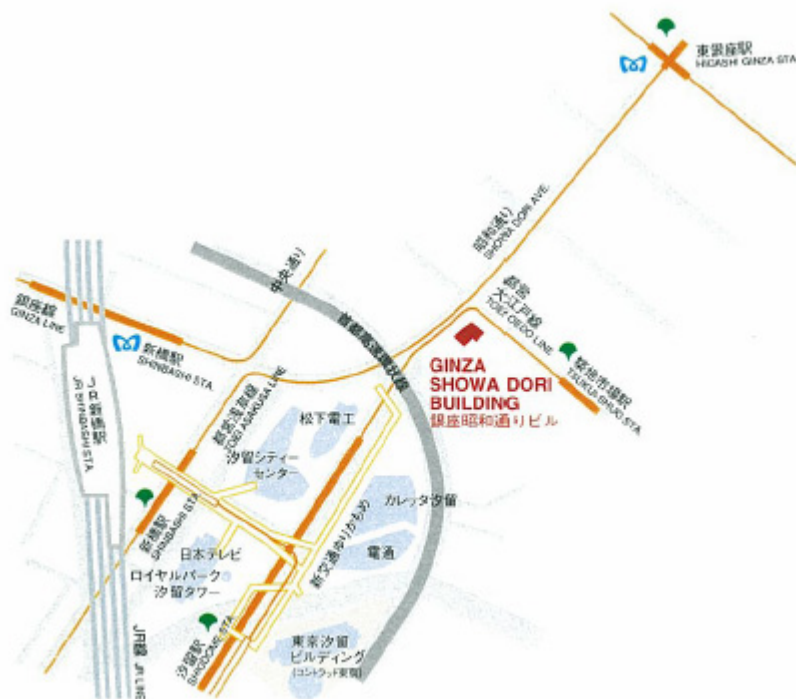 東銀座駅
HIGASHI GINZA STA
昭和通り
SHOWA DORI AVE.
中央通り
銀座線
GINZA LINE
新橋駅
SHINBASHI STA
首都高速環状線
都営
大江戸線
TOEI OEDO LINE
築地市場駅
TSUKIJI SHIJO STA
GINZA
SHOWA DORI
BUILDING
銀座昭和通りビル
JR新橋駅
JR SHINBASHI STA
都営浅草線
TOEI ASAKUSA LINE
松下電工
汐留シティー
センター
カレッタ汐留
電通
新交通ゆりかもめ
新橋駅
SHINBASHI STA
日本テレビ
ロイヤルパーク
汐留タワー
汐留駅
SHIODOME STA
東京汐留
ビルディング
(コンラッド東京)
JR線 JR LINE